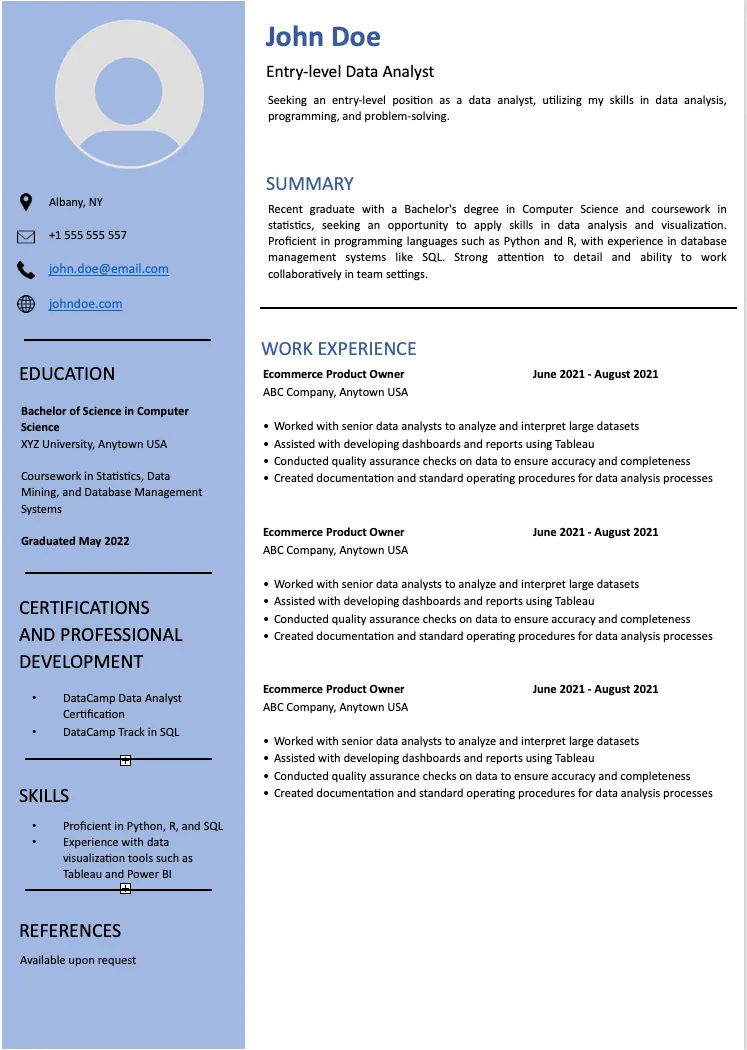 Albany, NY
+1 555 555 557
john.doe@email.com
johndoe.com
EDUCATION
Bachelor of Science in Computer
Science
XYZ University, Anytown USA
Coursework in Statistics, Data
Mining, and Database Management
Systems
Graduated May 2022
CERTIFICATIONS
AND PROFESSIONAL
DEVELOPMENT
• DataCamp Data Analyst
Certification
• DataCamp Track in SQL
SKILLS
• Proficient in Python, R, and SQL
• Experience with data
visualization tools such as
Tableau and Power BI
REFERENCES
Available upon request
John Doe
Entry-level Data Analyst
Seeking an entry-level position as a data analyst, utilizing my skills in data analysis,
programming, and problem-solving.
SUMMARY
Recent graduate with a Bachelor's degree in Computer Science and coursework in
statistics, seeking an opportunity to apply skills in data analysis and visualization.
Proficient in programming languages such as Python and R, with experience in database
management systems like SQL. Strong attention to detail and ability to work
collaboratively in team settings.
WORK EXPERIENCE
Ecommerce Product Owner June 2021 - August 2021
ABC Company, Anytown USA
• Worked with senior data analysts to analyze and interpret large datasets
• Assisted with developing dashboards and reports using Tableau
• Conducted quality assurance checks on data to ensure accuracy and completeness
• Created documentation and standard operating procedures for data analysis processes
Ecommerce Product Owner June 2021 - August 2021
ABC Company, Anytown USA
• Worked with senior data analysts to analyze and interpret large datasets
• Assisted with developing dashboards and reports using Tableau
• Conducted quality assurance checks on data to ensure accuracy and completeness
• Created documentation and standard operating procedures for data analysis processes
Ecommerce Product Owner June 2021 - August 2021
ABC Company, Anytown USA
• Worked with senior data analysts to analyze and interpret large datasets
• Assisted with developing dashboards and reports using Tableau
• Conducted quality assurance checks on data to ensure accuracy and completeness
• Created documentation and standard operating procedures for data analysis processes